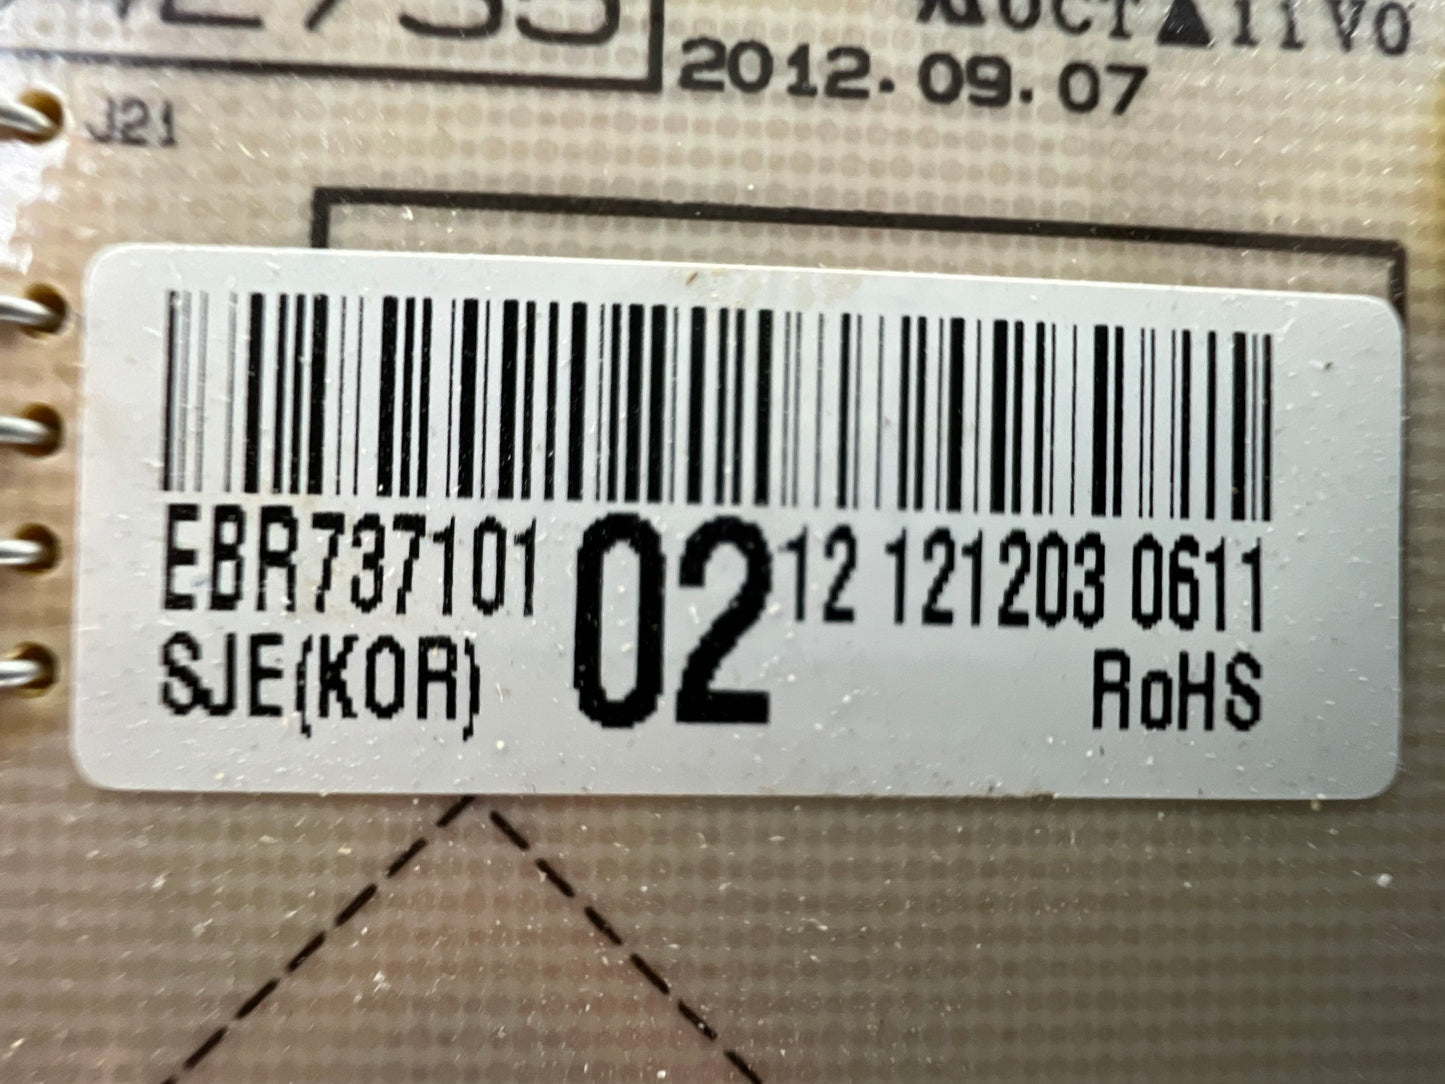 2012.09.07
J21
EBR737101 02 12 121203 0611
SJE(KOR) RoHS